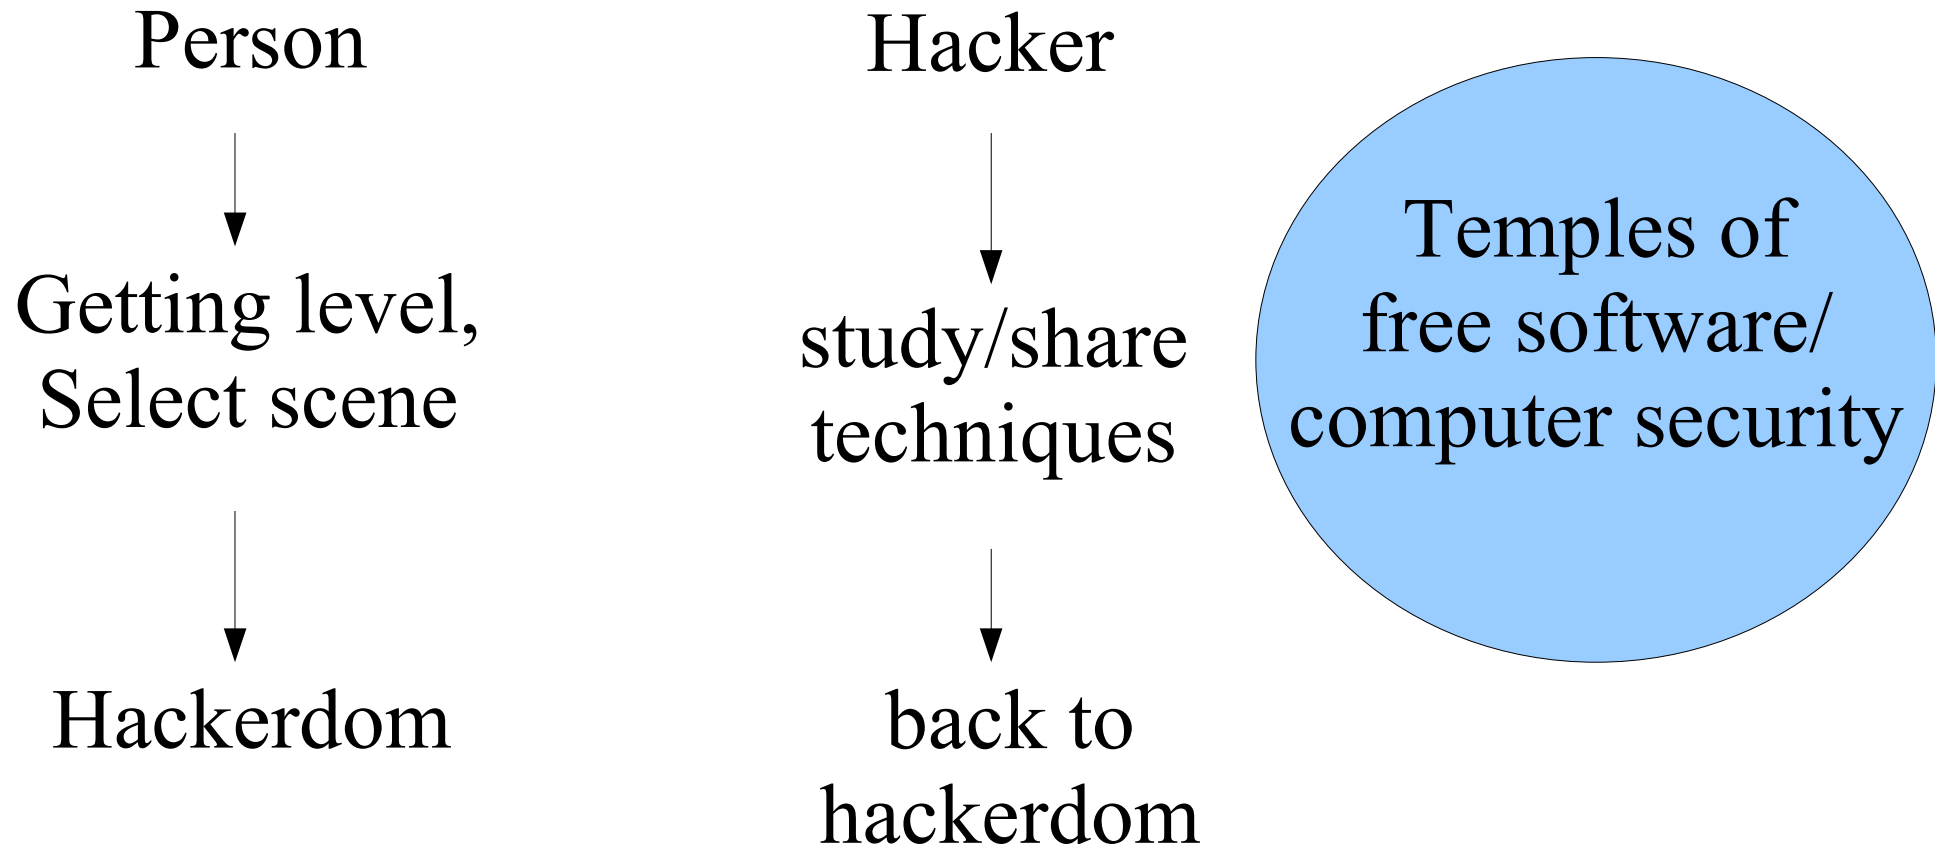 Person
Getting level,
Select scene
Hackerdom
Hacker
study/share
techniques
back to
hackerdom
Temples of
free software/
computer security